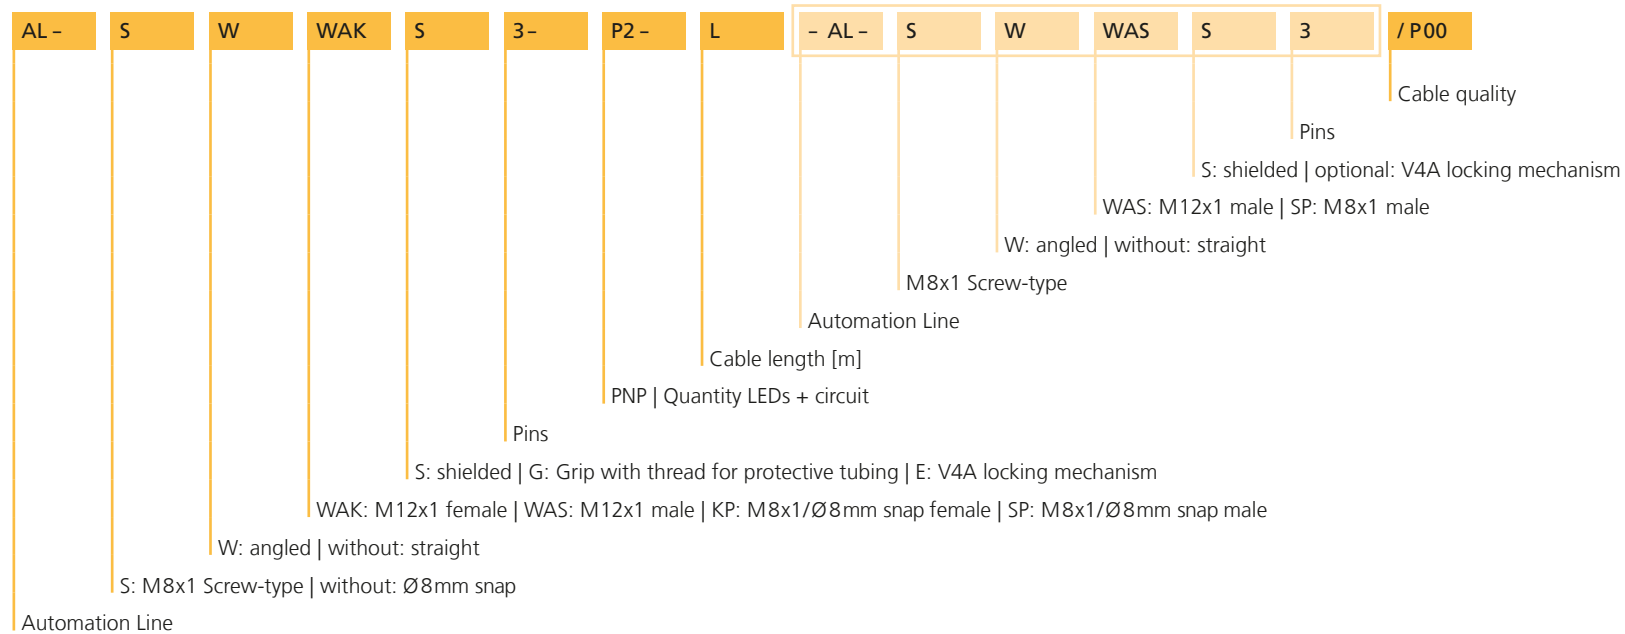 AL – S W WAK S 3 – P2 – L – AL – S W WAS S 3 / P00
Cable quality
Pins
S: shielded | optional: V4A locking mechanism
WAS: M12x1 male | SP: M8x1 male
W: angled | without: straight
M8x1 Screw-type
Automation Line
Cable length [m]
PNP | Quantity LEDs + circuit
Pins
S: shielded | G: Grip with thread for protective tubing | E: V4A locking mechanism
WAK: M12x1 female | WAS: M12x1 male | KP: M8x1/Ø8mm snap female | SP: M8x1/Ø8mm snap male
W: angled | without: straight
S: M8x1 Screw-type | without: Ø8mm snap
Automation Line